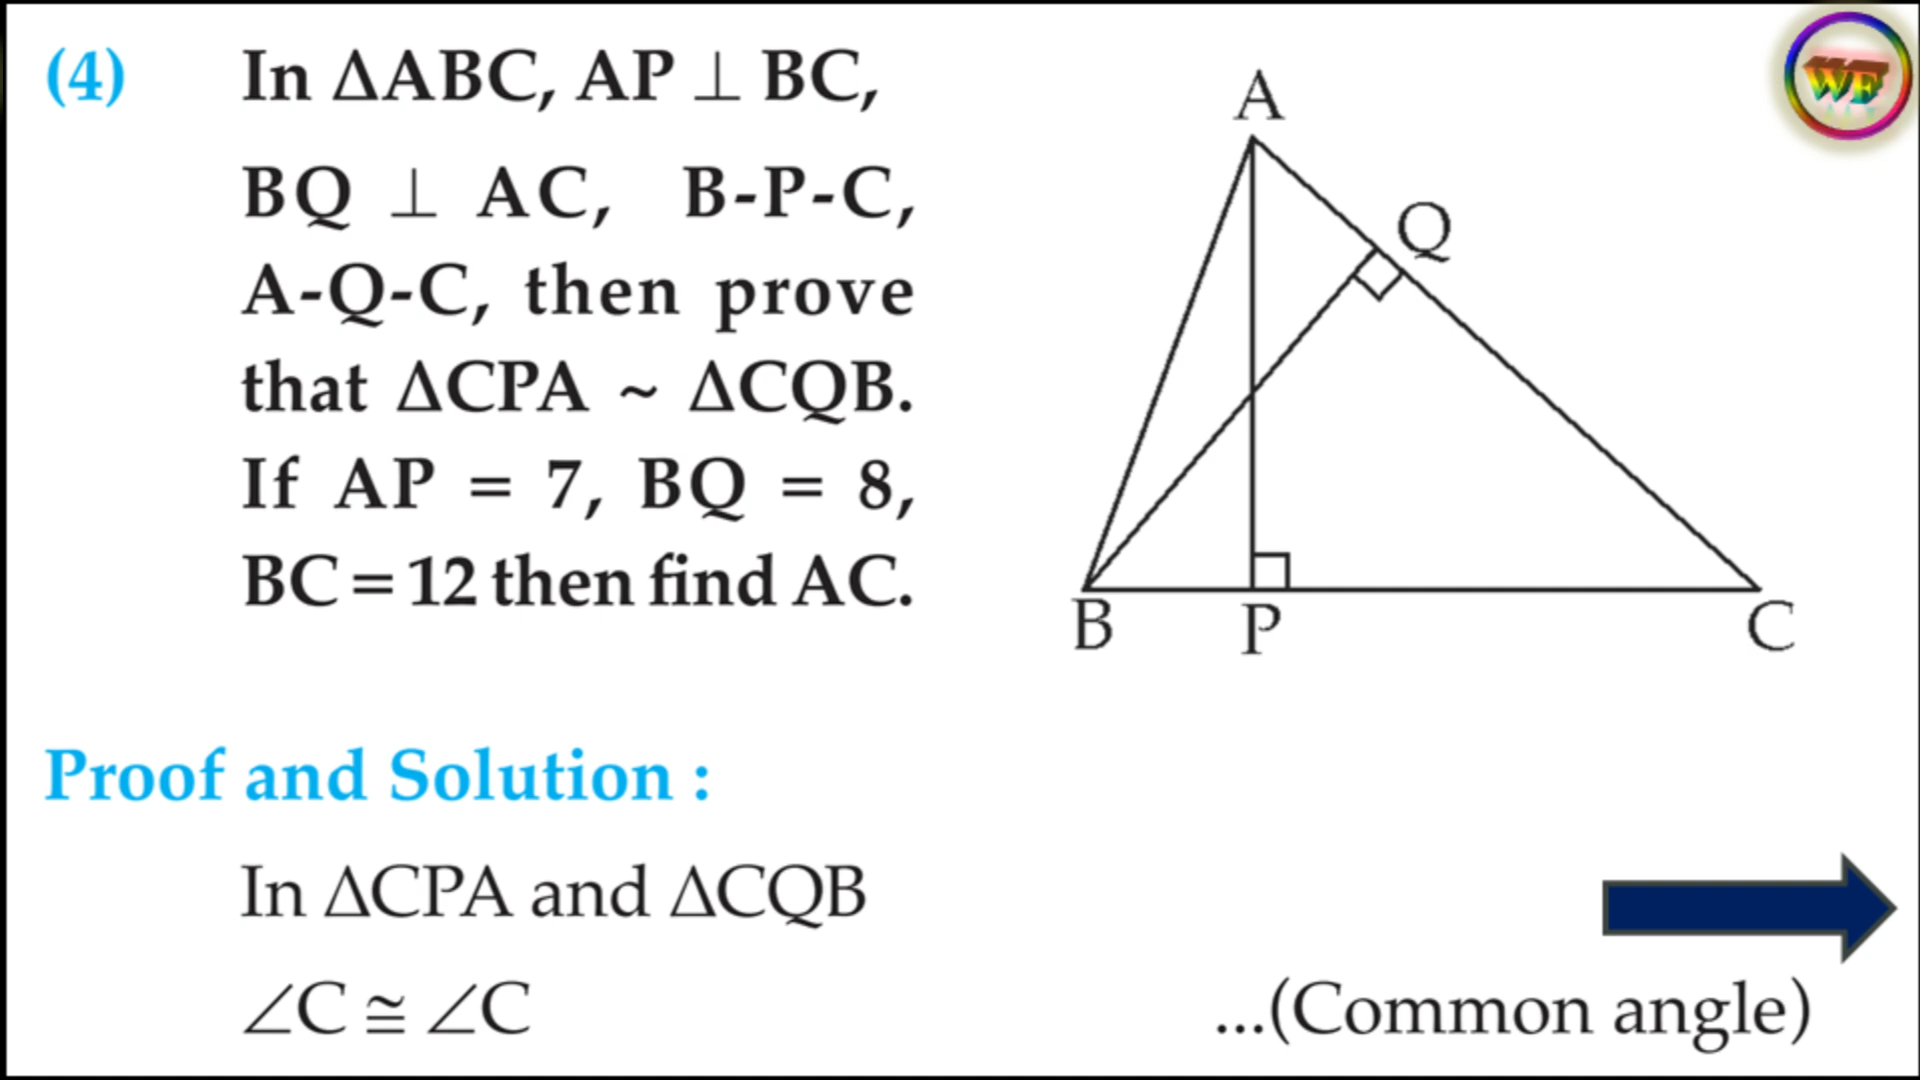 (4) In ΔABC, AP ⊥ BC,
BQ ⊥ AC, B-P-C,
A-Q-C, then prove
that ΔCPA ~ ΔCQB.
If AP = 7, BQ = 8,
BC = 12 then find AC.
A
Q
B
P
C
WE
Proof and Solution :
In ΔCPA and ΔCQB
∠C ≅ ∠C ...(Common angle)